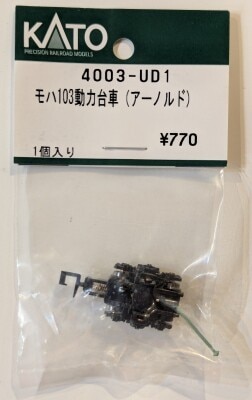 KATO
PRECISION RAILROAD MODELS
4003-UD1
モハ103動力台車（アーノルド）
¥770
1個入り